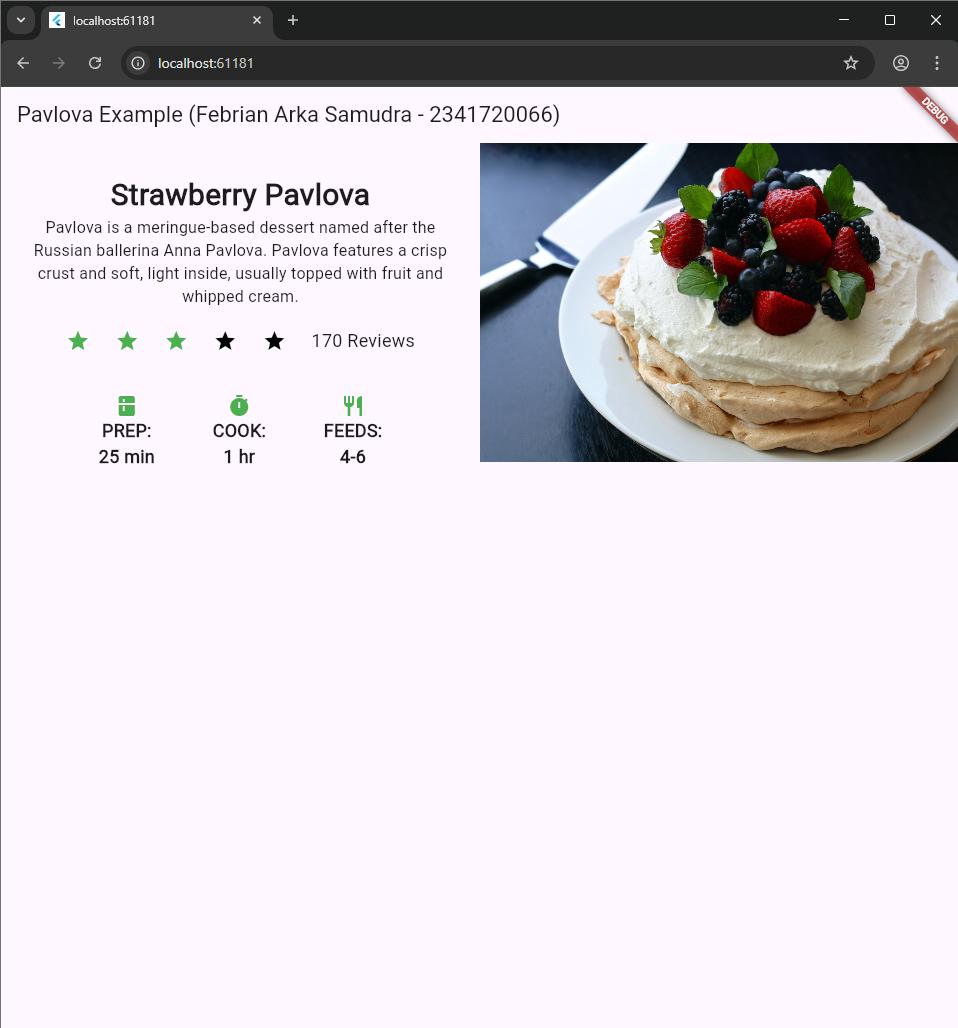 localhost:61181
localhost:61181
Pavlova Example (Febrian Arka Samudra - 2341720066)
DEBUG
Strawberry Pavlova
Pavlova is a meringue-based dessert named after the
Russian ballerina Anna Pavlova. Pavlova features a crisp
crust and soft, light inside, usually topped with fruit and
whipped cream.
170 Reviews
PREP: COOK: FEEDS:
25 min 1 hr 4-6